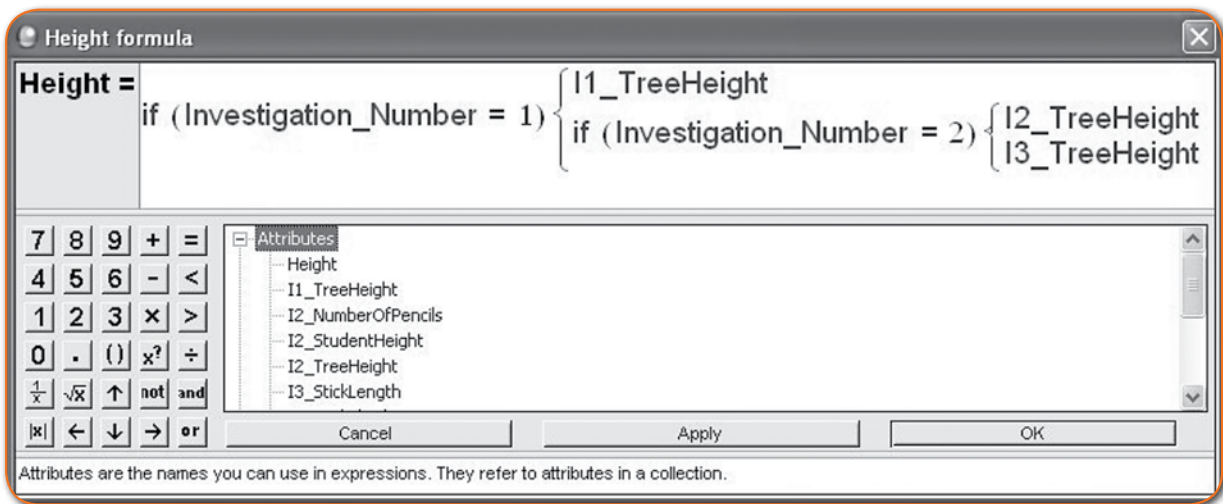 Height formula
Height =
if (Investigation_Number = 1)
I1_TreeHeight
if (Investigation_Number = 2)
I2_TreeHeight
I3_TreeHeight
7 8 9 + =
4 5 6 - <
1 2 3 × >
0 . () x? ÷
1/x √x ↑ not and
|x| ← ↓ → or
Attributes
Height
I1_TreeHeight
I2_NumberOfPencils
I2_StudentHeight
I2_TreeHeight
I3_StickLength
Cancel Apply OK
Attributes are the names you can use in expressions. They refer to attributes in a collection.